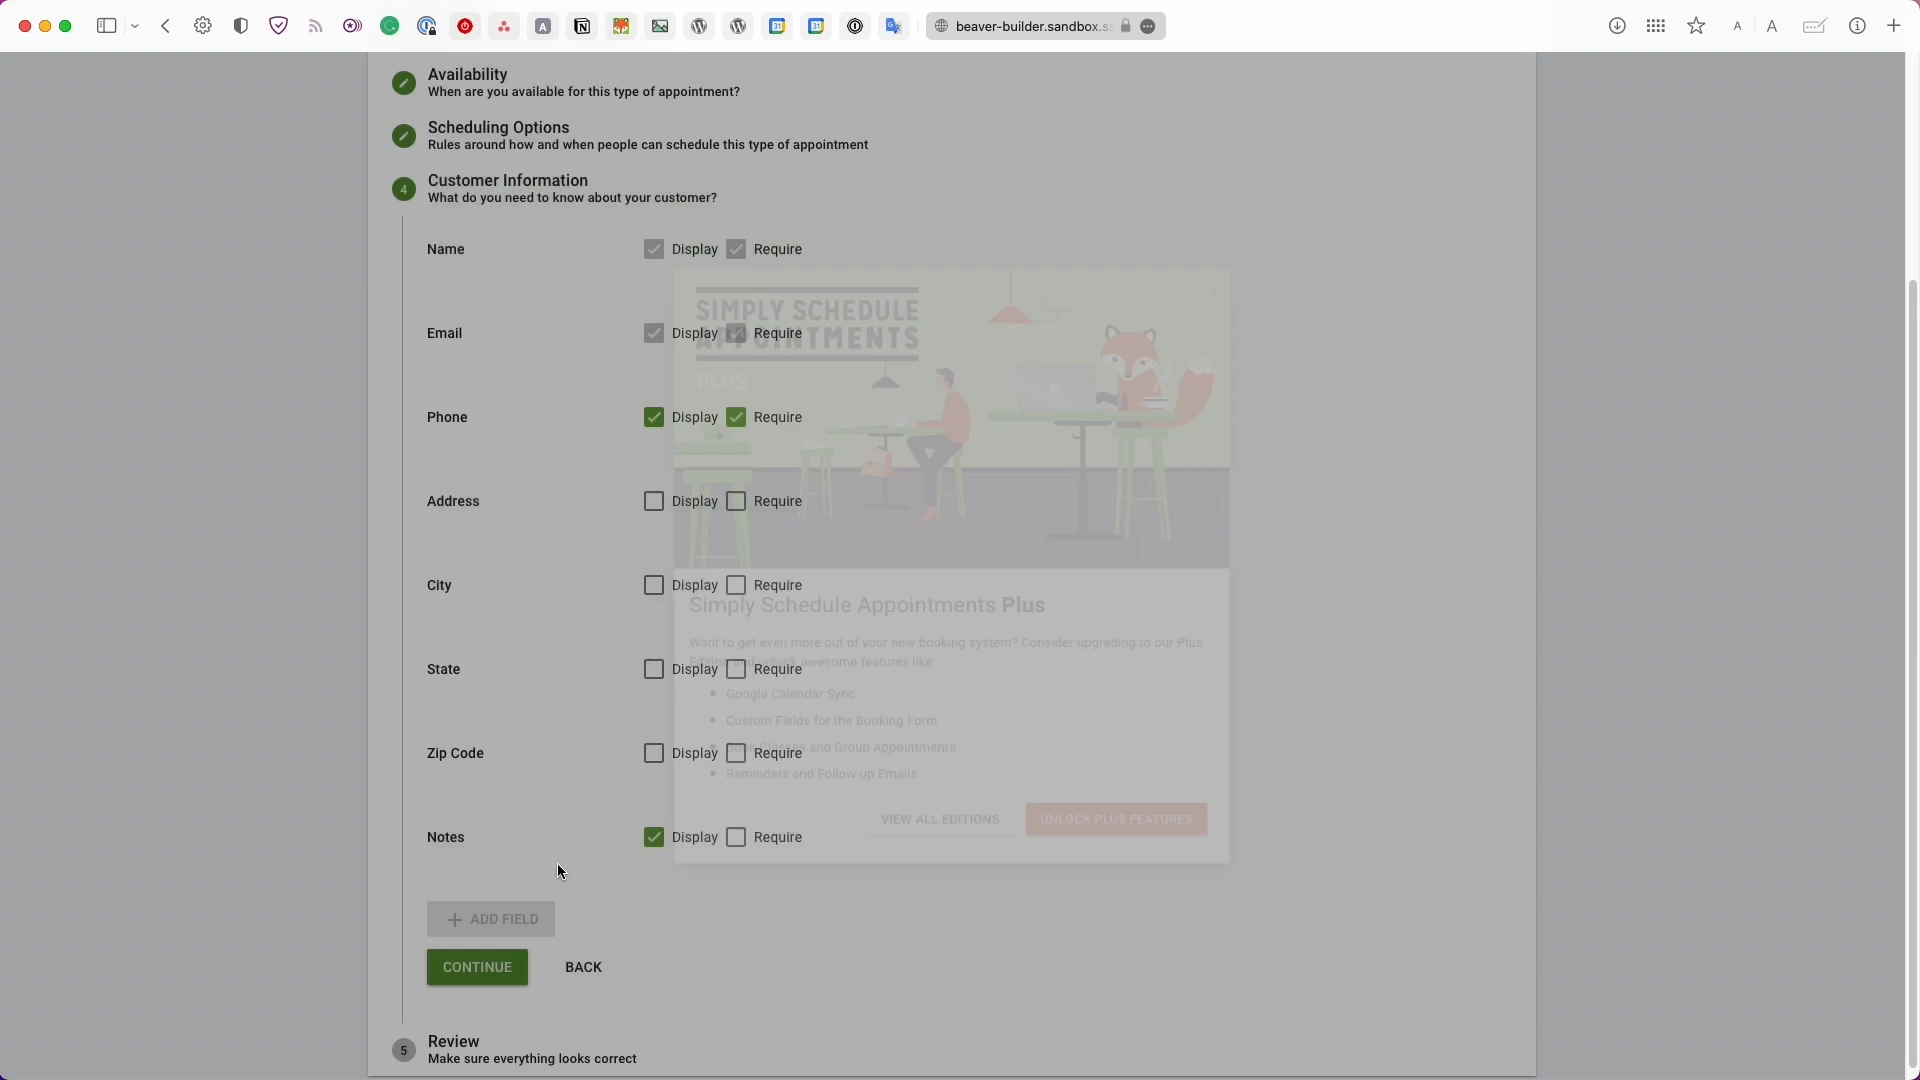 beaver-builder.sandbox.ss
Availability
When are you available for this type of appointment?
Scheduling Options
Rules around how and when people can schedule this type of appointment
4
Customer Information
What do you need to know about your customer?
Name Display Require
SIMPLY SCHEDULE
APPOINTMENTS
PLUS
Email Display Require
Phone Display Require
Address Display Require
City Display Require
Simply Schedule Appointments Plus
Want to get even more out of your new booking system? Consider upgrading to our Plus
Edition and unlock awesome features like:
State Display Require
Google Calendar Sync
Custom Fields for the Booking Form
Book Classes and Group Appointments
Zip Code Display Require
Reminders and Follow-up Emails
VIEW ALL EDITIONS UNLOCK PLUS FEATURES
Notes Display Require
+ ADD FIELD
CONTINUE BACK
5
Review
Make sure everything looks correct